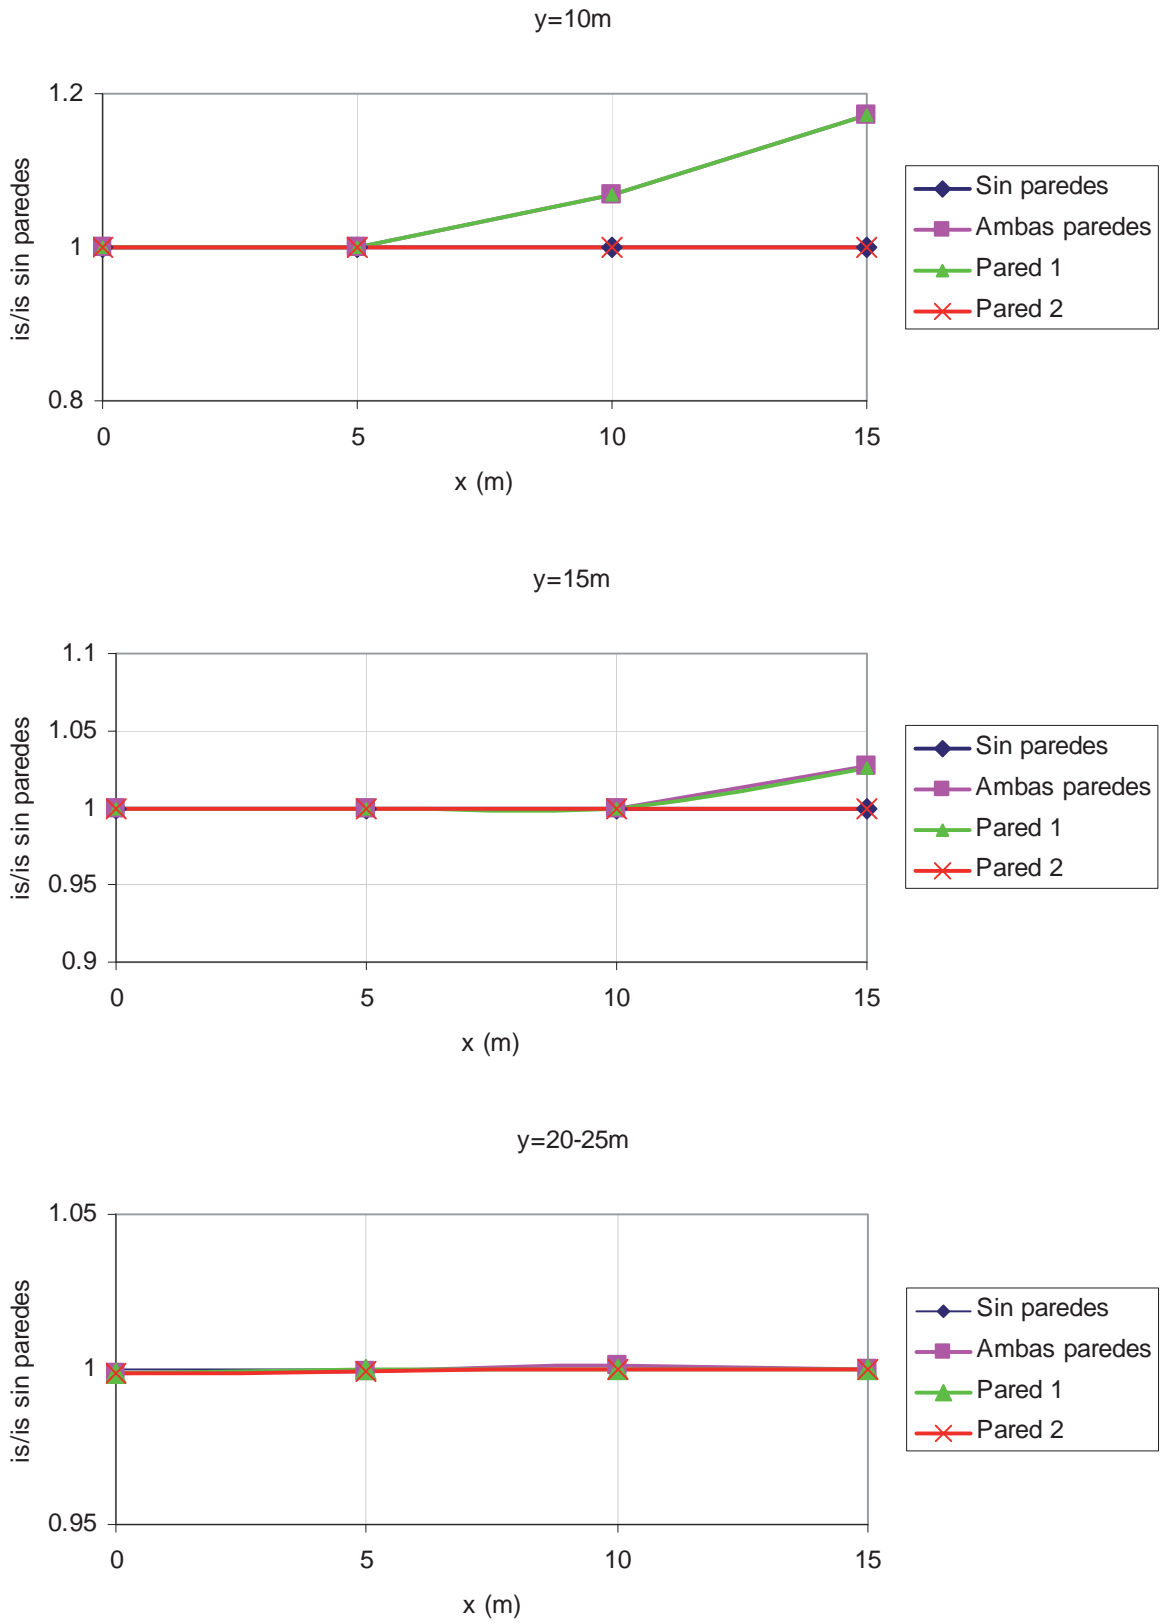 y=10m
1.2
1
0.8
is/is sin paredes
0 5 10 15
x (m)
Sin paredes
Ambas paredes
Pared 1
Pared 2
y=15m
1.1
1.05
1
0.95
0.9
is/is sin paredes
0 5 10 15
x (m)
Sin paredes
Ambas paredes
Pared 1
Pared 2
y=20-25m
1.05
1
0.95
is/is sin paredes
0 5 10 15
x (m)
Sin paredes
Ambas paredes
Pared 1
Pared 2